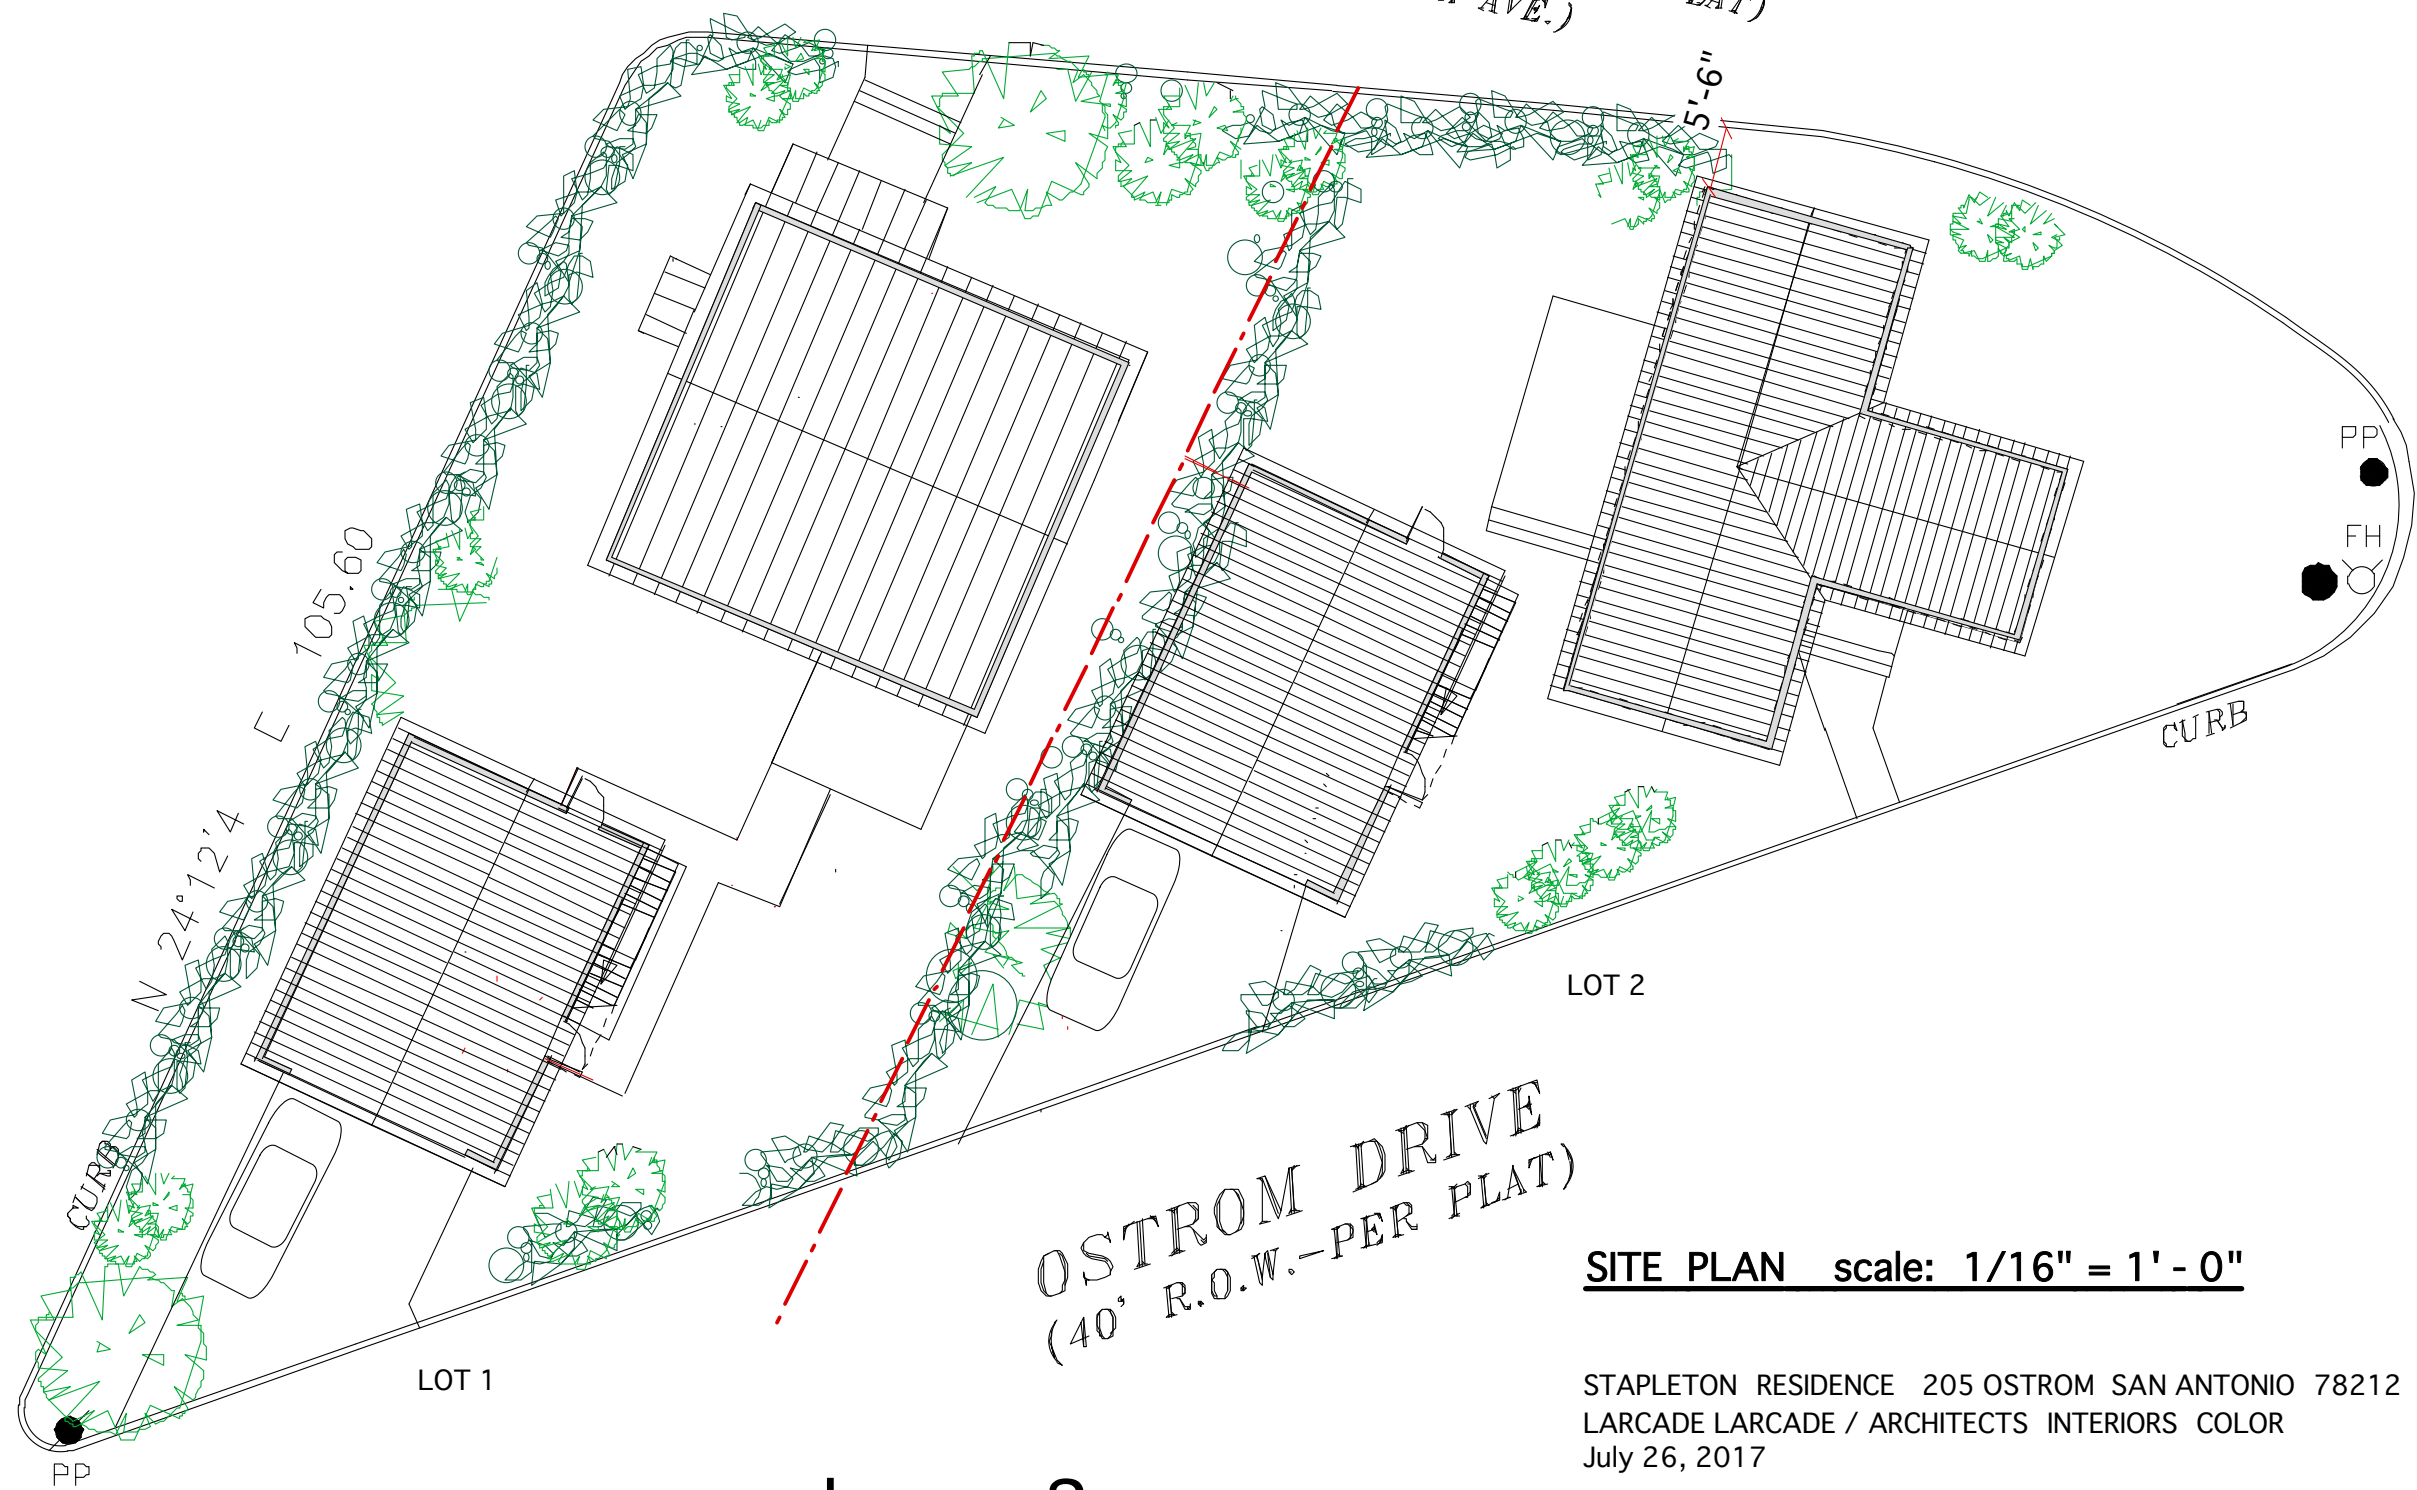 AVE.)
5'-6"
PP
FH
N 24°12'4 E 105.60
CURB
CURB
LOT 2
OSTROM DRIVE
(40' R.O.W.-PER PLAT)
SITE PLAN scale: 1/16" = 1' - 0"
LOT 1
STAPLETON RESIDENCE 205 OSTROM SAN ANTONIO 78212
LARCADE LARCADE / ARCHITECTS INTERIORS COLOR
July 26, 2017
PP